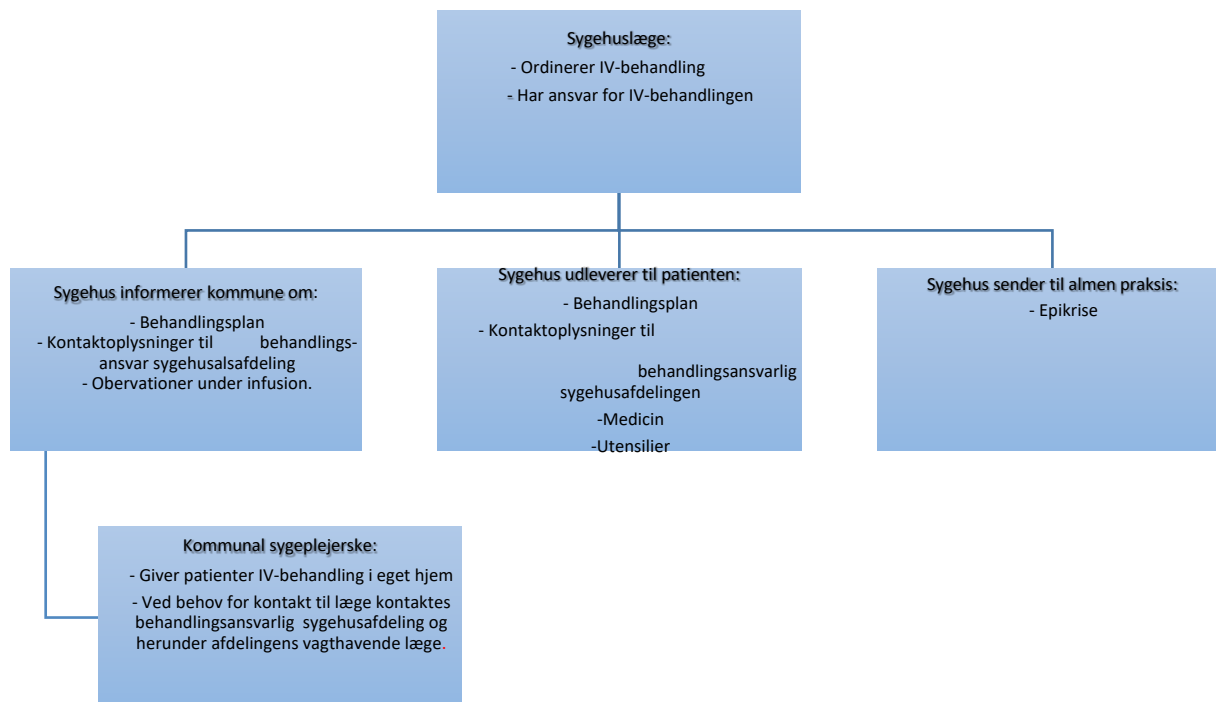 Sygehuslæge:
- Ordinerer IV-behandling
- Har ansvar for IV-behandlingen
Sygehus informerer kommune om:
- Behandlingsplan
- Kontaktoplysninger til behandlings-
ansvar sygehusalsafdeling
- Obervationer under infusion.
Sygehus udleverer til patienten:
- Behandlingsplan
- Kontaktoplysninger til
behandlingsansvarlig
sygehusafdelingen
-Medicin
-Utensilier
Sygehus sender til almen praksis:
- Epikrise
Kommunal sygeplejerske:
- Giver patienter IV-behandling i eget hjem
- Ved behov for kontakt til læge kontaktes
behandlingsansvarlig sygehusafdeling og
herunder afdelingens vagthavende læge.